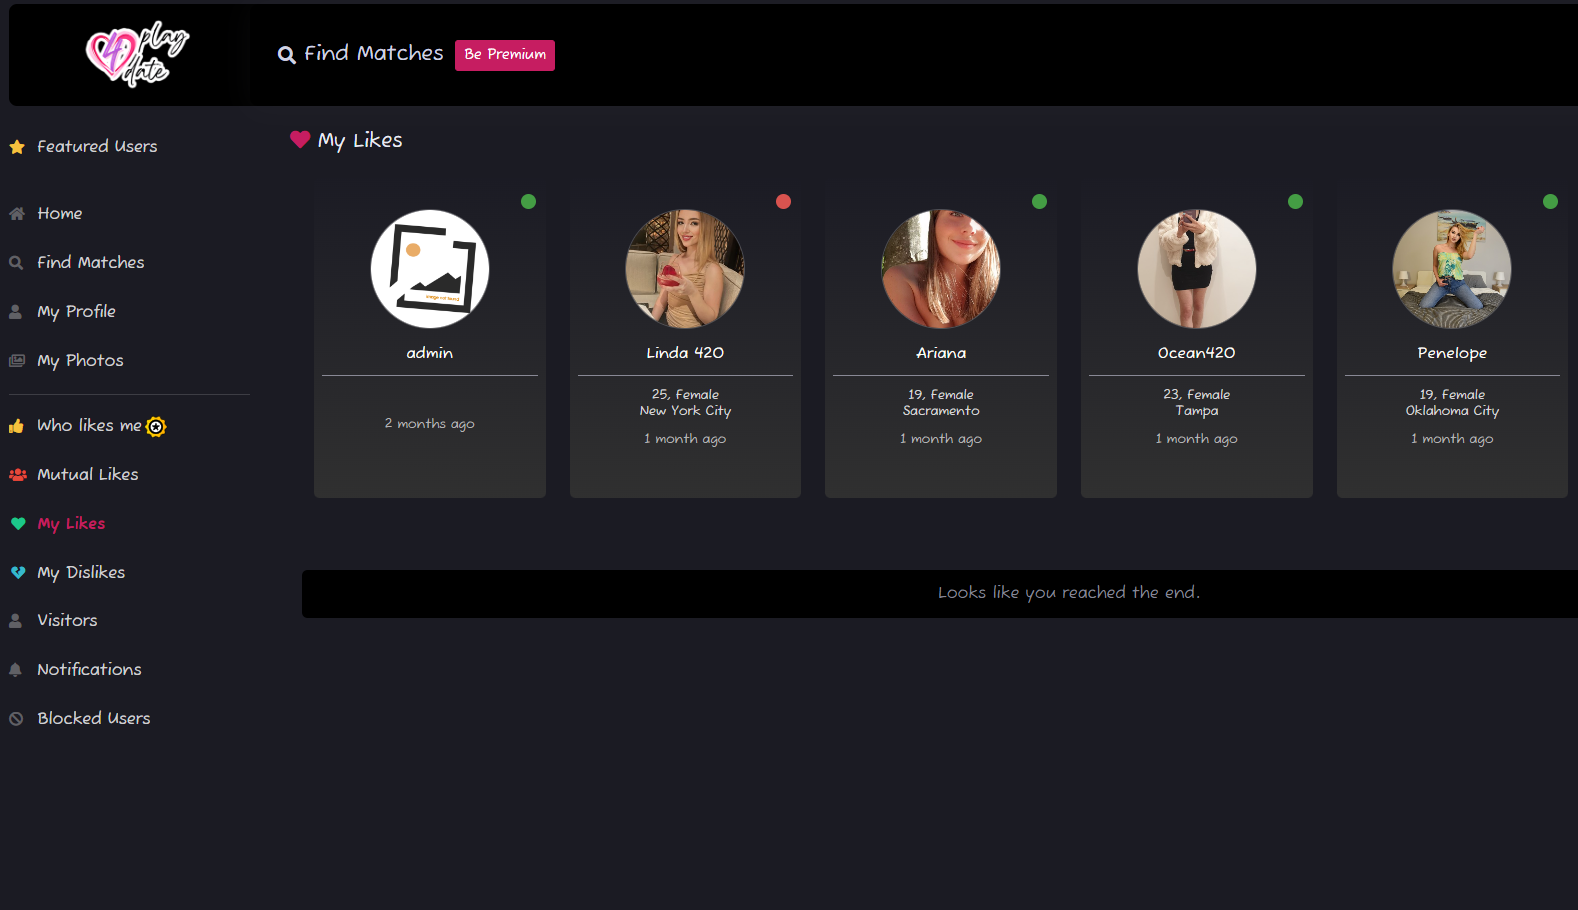 4 play
date
Find Matches
Be Premium
Featured Users
Home
Find Matches
My Profile
My Photos
Who likes me
Mutual Likes
My Likes
My Dislikes
Visitors
Notifications
Blocked Users
My Likes
admin
2 months ago
Linda 420
25, Female
New York City
1 month ago
Ariana
19, Female
Sacramento
1 month ago
Ocean420
23, Female
Tampa
1 month ago
Penelope
19, Female
Oklahoma City
1 month ago
Looks like you reached the end.